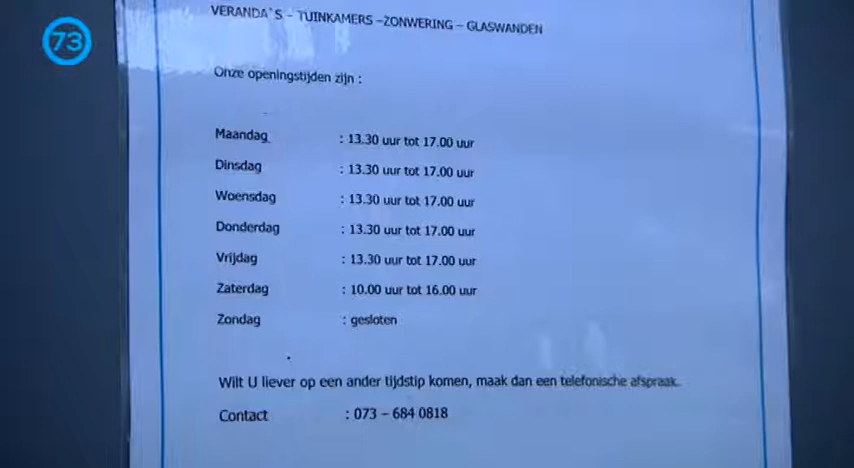 73
VERANDA`S - TUINKAMERS –ZONWERING – GLASWANDEN
Onze openingstijden zijn :
Maandag : 13.30 uur tot 17.00 uur
Dinsdag : 13.30 uur tot 17.00 uur
Woensdag : 13.30 uur tot 17.00 uur
Donderdag : 13.30 uur tot 17.00 uur
Vrijdag : 13.30 uur tot 17.00 uur
Zaterdag : 10.00 uur tot 16.00 uur
Zondag : gesloten
Wilt U liever op een ander tijdstip komen, maak dan een telefonische afspraak.
Contact : 073 – 684 0818